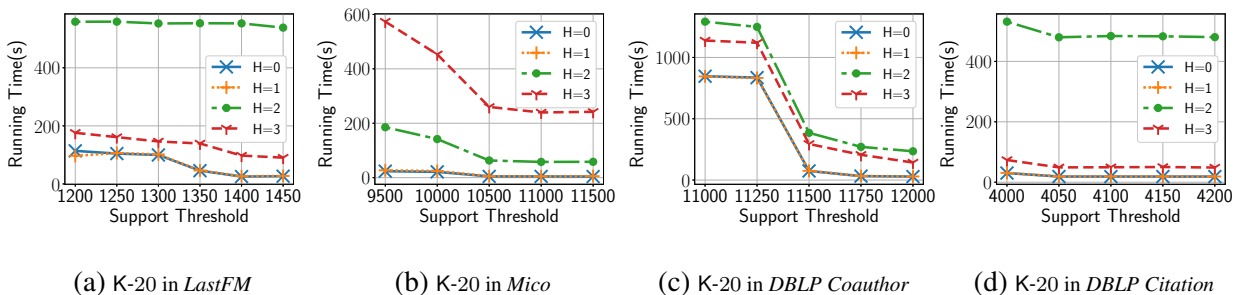 400
200
0
Running Time(s)
1200 1250 1300 1350 1400 1450
Support Threshold
H=0
H=1
H=2
H=3
600
400
200
0
Running Time(s)
9500 10000 10500 11000 11500
Support Threshold
H=0
H=1
H=2
H=3
1000
500
0
Running Time(s)
11000 11250 11500 11750 12000
Support Threshold
H=0
H=1
H=2
H=3
400
200
0
Running Time(s)
4000 4050 4100 4150 4200
Support Threshold
H=0
H=1
H=2
H=3
(a) K-20 in LastFM
(b) K-20 in Mico
(c) K-20 in DBLP Coauthor
(d) K-20 in DBLP Citation